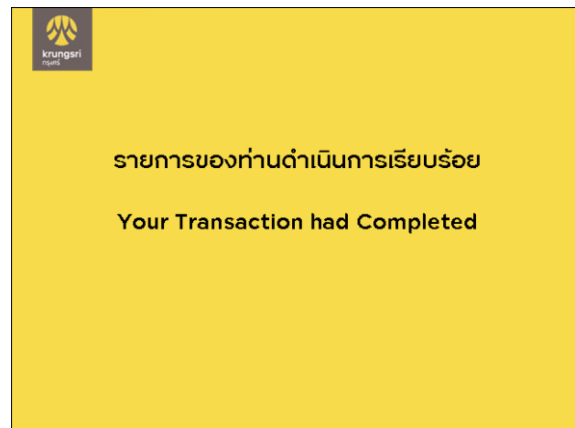 krungsri
กรุงศรี
รายการของท่านดำเนินการเรียบร้อย
Your Transaction had Completed